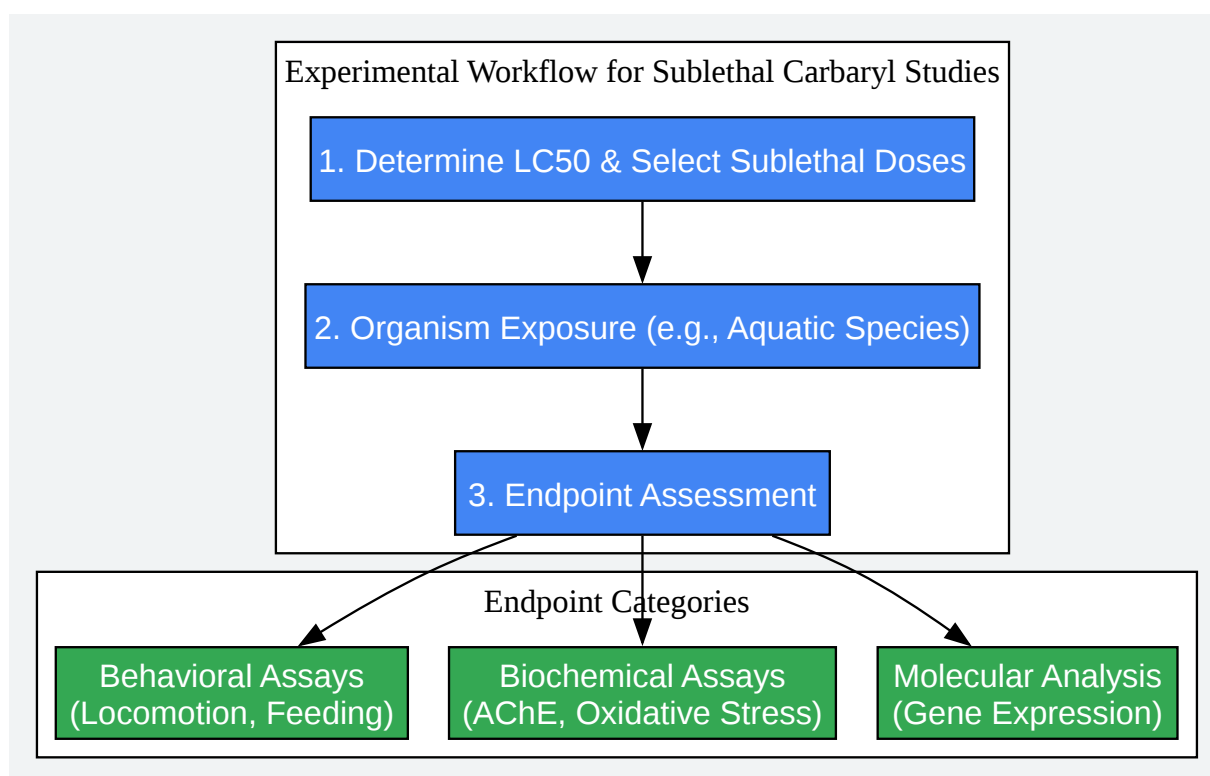 Experimental Workflow for Sublethal Carbaryl Studies
1. Determine LC50 & Select Sublethal Doses
2. Organism Exposure (e.g., Aquatic Species)
3. Endpoint Assessment
Endpoint Categories
Behavioral Assays
(Locomotion, Feeding)
Biochemical Assays
(AChE, Oxidative Stress)
Molecular Analysis
(Gene Expression)